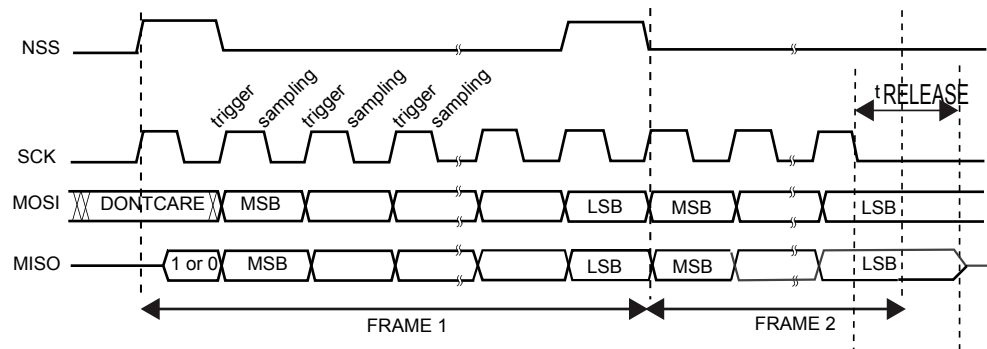 NSS
trigger sampling trigger sampling trigger sampling
tRELEASE
SCK
MOSI DONTCARE MSB LSB MSB LSB
MISO 1 or 0 MSB LSB MSB LSB
FRAME 1 FRAME 2